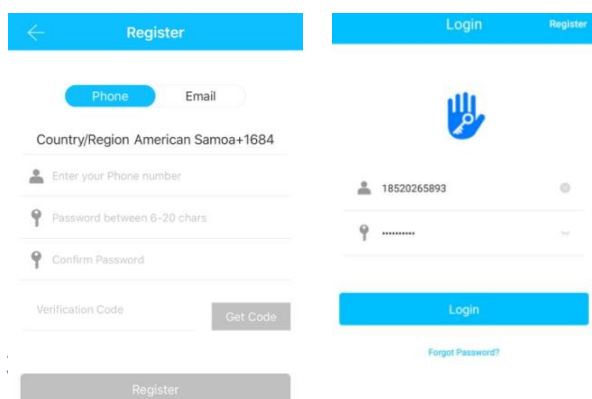 Register
Phone Email
Country/Region American Samoa+1684
Enter your Phone number
Password between 6-20 chars
Confirm Password
Verification Code Get Code
Register
Login Register
18520265893
..........
Login
Forgot Password?